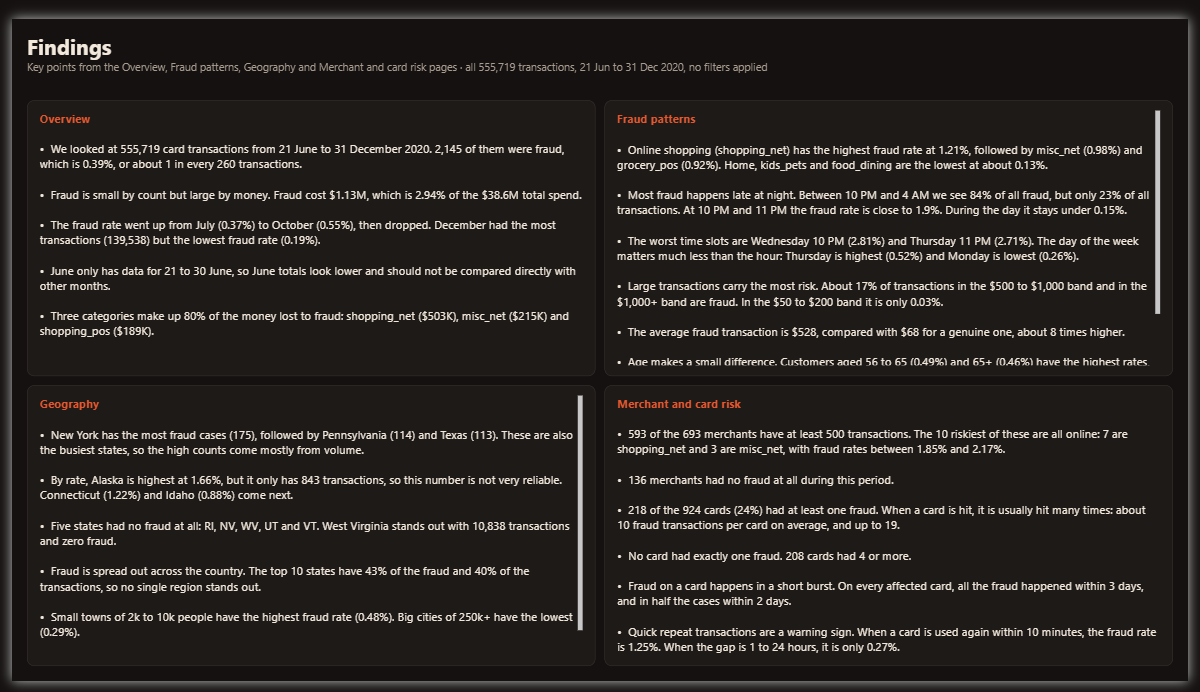 Findings
Key points from the Overview, Fraud patterns, Geography and Merchant and card risk pages · all 555,719 transactions, 21 Jun to 31 Dec 2020, no filters applied
Overview
• We looked at 555,719 card transactions from 21 June to 31 December 2020. 2,145 of them were fraud,
which is 0.39%, or about 1 in every 260 transactions.
• Fraud is small by count but large by money. Fraud cost $1.13M, which is 2.94% of the $38.6M total spend.
• The fraud rate went up from July (0.37%) to October (0.55%), then dropped. December had the most
transactions (139,538) but the lowest fraud rate (0.19%).
• June only has data for 21 to 30 June, so June totals look lower and should not be compared directly with
other months.
• Three categories make up 80% of the money lost to fraud: shopping_net ($503K), misc_net ($215K) and
shopping_pos ($189K).
Fraud patterns
• Online shopping (shopping_net) has the highest fraud rate at 1.21%, followed by misc_net (0.98%) and
grocery_pos (0.92%). Home, kids_pets and food_dining are the lowest at about 0.13%.
• Most fraud happens late at night. Between 10 PM and 4 AM we see 84% of all fraud, but only 23% of all
transactions. At 10 PM and 11 PM the fraud rate is close to 1.9%. During the day it stays under 0.15%.
• The worst time slots are Wednesday 10 PM (2.81%) and Thursday 11 PM (2.71%). The day of the week
matters much less than the hour: Thursday is highest (0.52%) and Monday is lowest (0.26%).
• Large transactions carry the most risk. About 17% of transactions in the $500 to $1,000 band and in the
$1,000+ band are fraud. In the $50 to $200 band it is only 0.03%.
• The average fraud transaction is $528, compared with $68 for a genuine one, about 8 times higher.
• Age makes a small difference. Customers aged 56 to 65 (0.49%) and 65+ (0.46%) have the highest rates.
Geography
• New York has the most fraud cases (175), followed by Pennsylvania (114) and Texas (113). These are also
the busiest states, so the high counts come mostly from volume.
• By rate, Alaska is highest at 1.66%, but it only has 843 transactions, so this number is not very reliable.
Connecticut (1.22%) and Idaho (0.88%) come next.
• Five states had no fraud at all: RI, NV, WV, UT and VT. West Virginia stands out with 10,838 transactions
and zero fraud.
• Fraud is spread out across the country. The top 10 states have 43% of the fraud and 40% of the
transactions, so no single region stands out.
• Small towns of 2k to 10k people have the highest fraud rate (0.48%). Big cities of 250k+ have the lowest
(0.29%).
Merchant and card risk
• 593 of the 693 merchants have at least 500 transactions. The 10 riskiest of these are all online: 7 are
shopping_net and 3 are misc_net, with fraud rates between 1.85% and 2.17%.
• 136 merchants had no fraud at all during this period.
• 218 of the 924 cards (24%) had at least one fraud. When a card is hit, it is usually hit many times: about
10 fraud transactions per card on average, and up to 19.
• No card had exactly one fraud. 208 cards had 4 or more.
• Fraud on a card happens in a short burst. On every affected card, all the fraud happened within 3 days,
and in half the cases within 2 days.
• Quick repeat transactions are a warning sign. When a card is used again within 10 minutes, the fraud rate
is 1.25%. When the gap is 1 to 24 hours, it is only 0.27%.